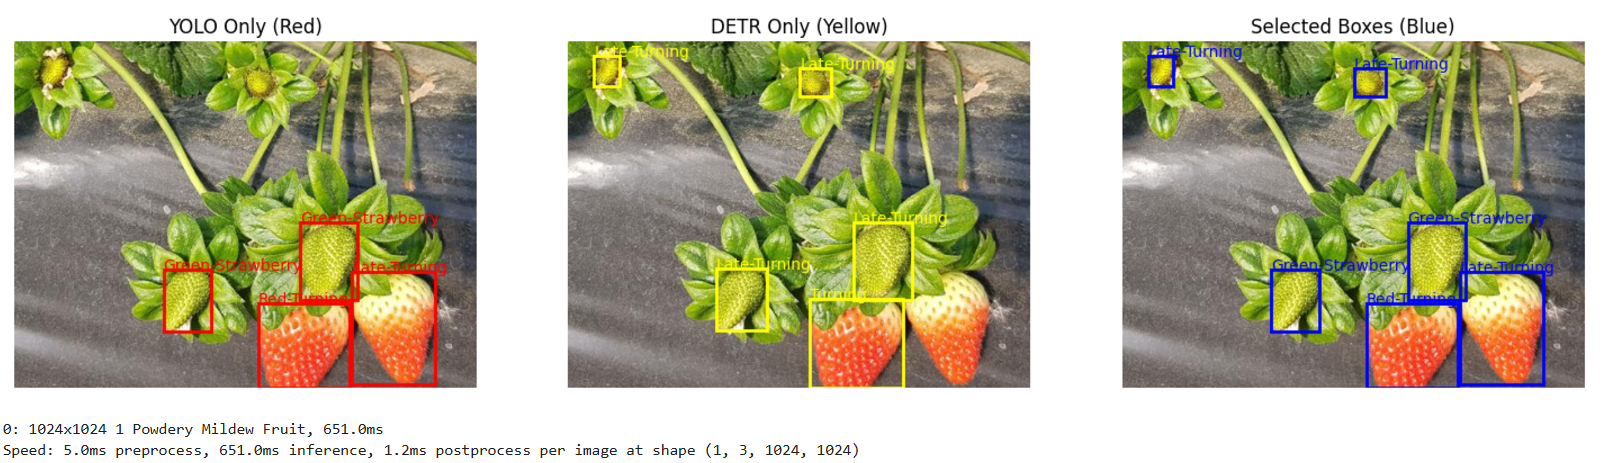 YOLO Only (Red)
Green-Strawberry
Green-Strawberry
Late-Turning
Red-Turning
DETR Only (Yellow)
Late-Turning
Late-Turning
Late-Turning
Late-Turning
Turning
Selected Boxes (Blue)
Late-Turning
Late-Turning
Green-Strawberry
Green-Strawberry
Late-Turning
Red-Turning
0: 1024x1024 1 Powdery Mildew Fruit, 651.0ms
Speed: 5.0ms preprocess, 651.0ms inference, 1.2ms postprocess per image at shape (1, 3, 1024, 1024)